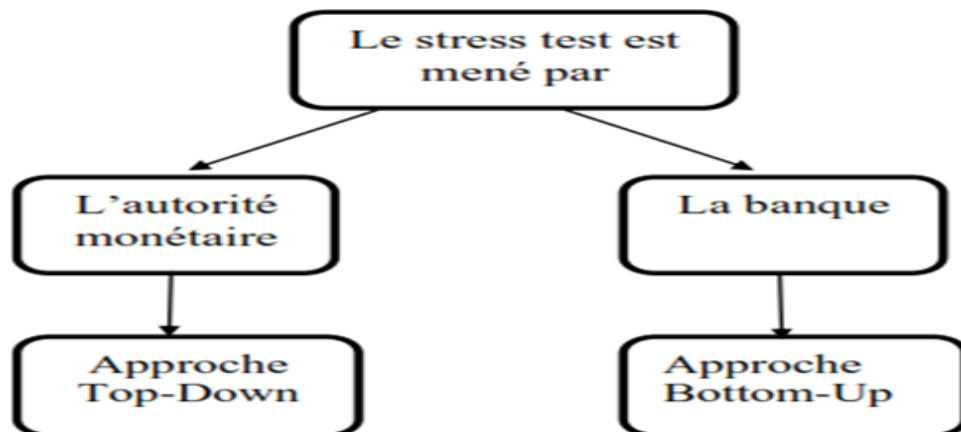 Le stress test est
mené par
L'autorité
monétaire
La banque
Approche
Top-Down
Approche
Bottom-Up